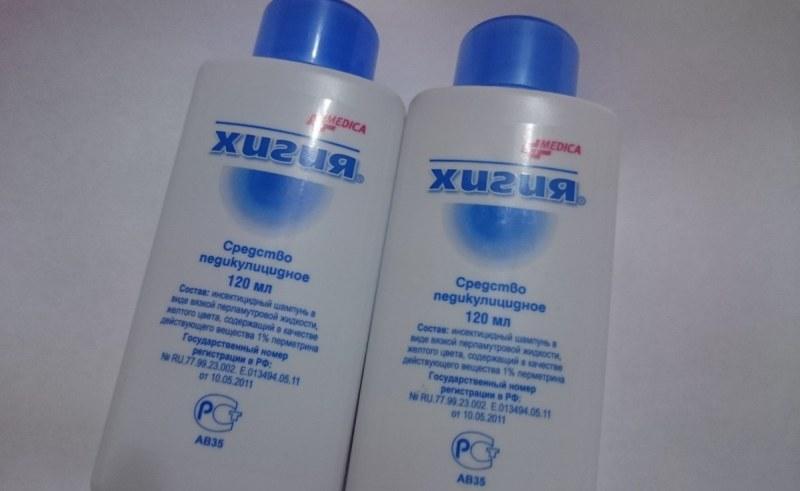 MEDICA
хигия®
Средство
педикулицидное
120 мл
Состав: инсектицидный шампунь в
виде вязкой перламутровой жидкости,
желтого цвета, содержащий в качестве
действующего вещества 1% перметрина
Государственный номер
регистрации в РФ:
№ RU.77.99.23.002. Е.013494.05.11
от 10.05.2011
РСТ
АВ35
MEDICA
хигия®
Средство
педикулицидное
120 мл
Состав: инсектицидный шампунь в
виде вязкой перламутровой жидкости,
желтого цвета, содержащий в качестве
действующего вещества 1% перметрина
Государственный номер
регистрации в РФ:
№ RU.77.99.23.002. Е.013494.05.11
от 10.05.2011
РСТ
АВ35